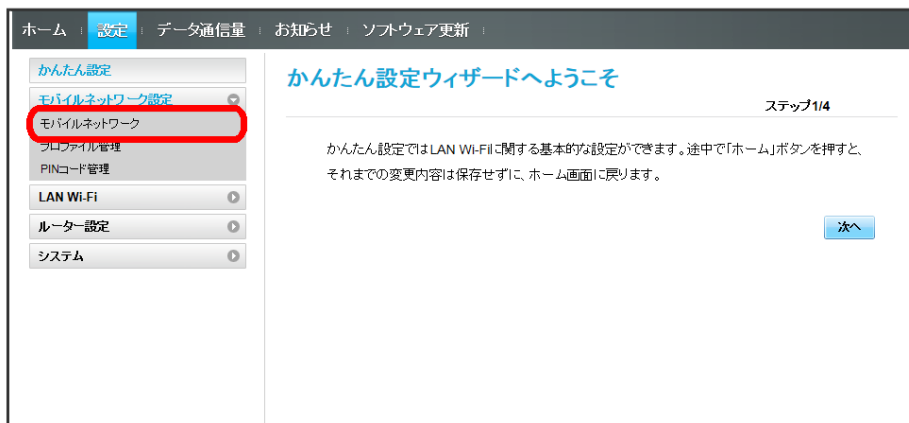 ホーム 設定 データ通信量 お知らせ ソフトウェア更新
かんたん設定
モバイルネットワーク設定
モバイルネットワーク
プロファイル管理
PINコード管理
LAN Wi-Fi
ルーター設定
システム
かんたん設定ウィザードへようこそ
ステップ1/4
かんたん設定ではLAN Wi-Fiに関する基本的な設定ができます。途中で「ホーム」ボタンを押すと、
それまでの変更内容は保存せずに、ホーム画面に戻ります。
次へ